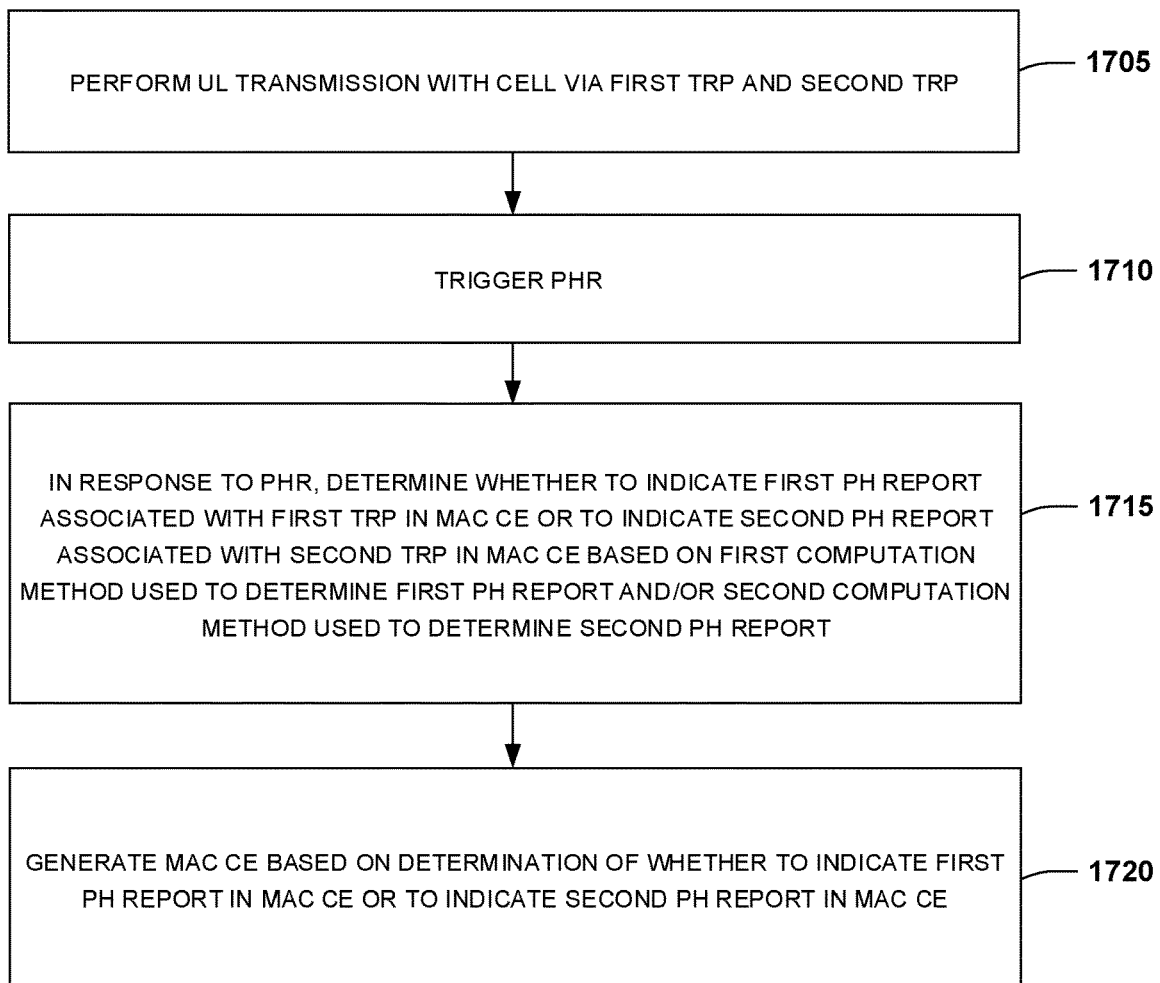 PERFORM UL TRANSMISSION WITH CELL VIA FIRST TRP AND SECOND TRP
1705
TRIGGER PHR
1710
IN RESPONSE TO PHR, DETERMINE WHETHER TO INDICATE FIRST PH REPORT
ASSOCIATED WITH FIRST TRP IN MAC CE OR TO INDICATE SECOND PH REPORT
ASSOCIATED WITH SECOND TRP IN MAC CE BASED ON FIRST COMPUTATION
METHOD USED TO DETERMINE FIRST PH REPORT AND/OR SECOND COMPUTATION
METHOD USED TO DETERMINE SECOND PH REPORT
1715
GENERATE MAC CE BASED ON DETERMINATION OF WHETHER TO INDICATE FIRST
PH REPORT IN MAC CE OR TO INDICATE SECOND PH REPORT IN MAC CE
1720